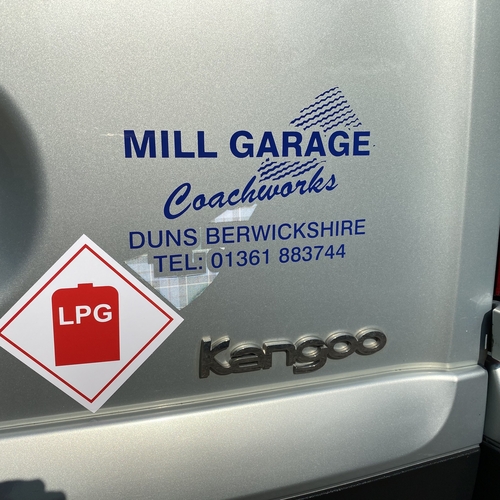 MILL GARAGE
Coachworks
DUNS BERWICKSHIRE
TEL: 01361 883744
LPG
Kangoo